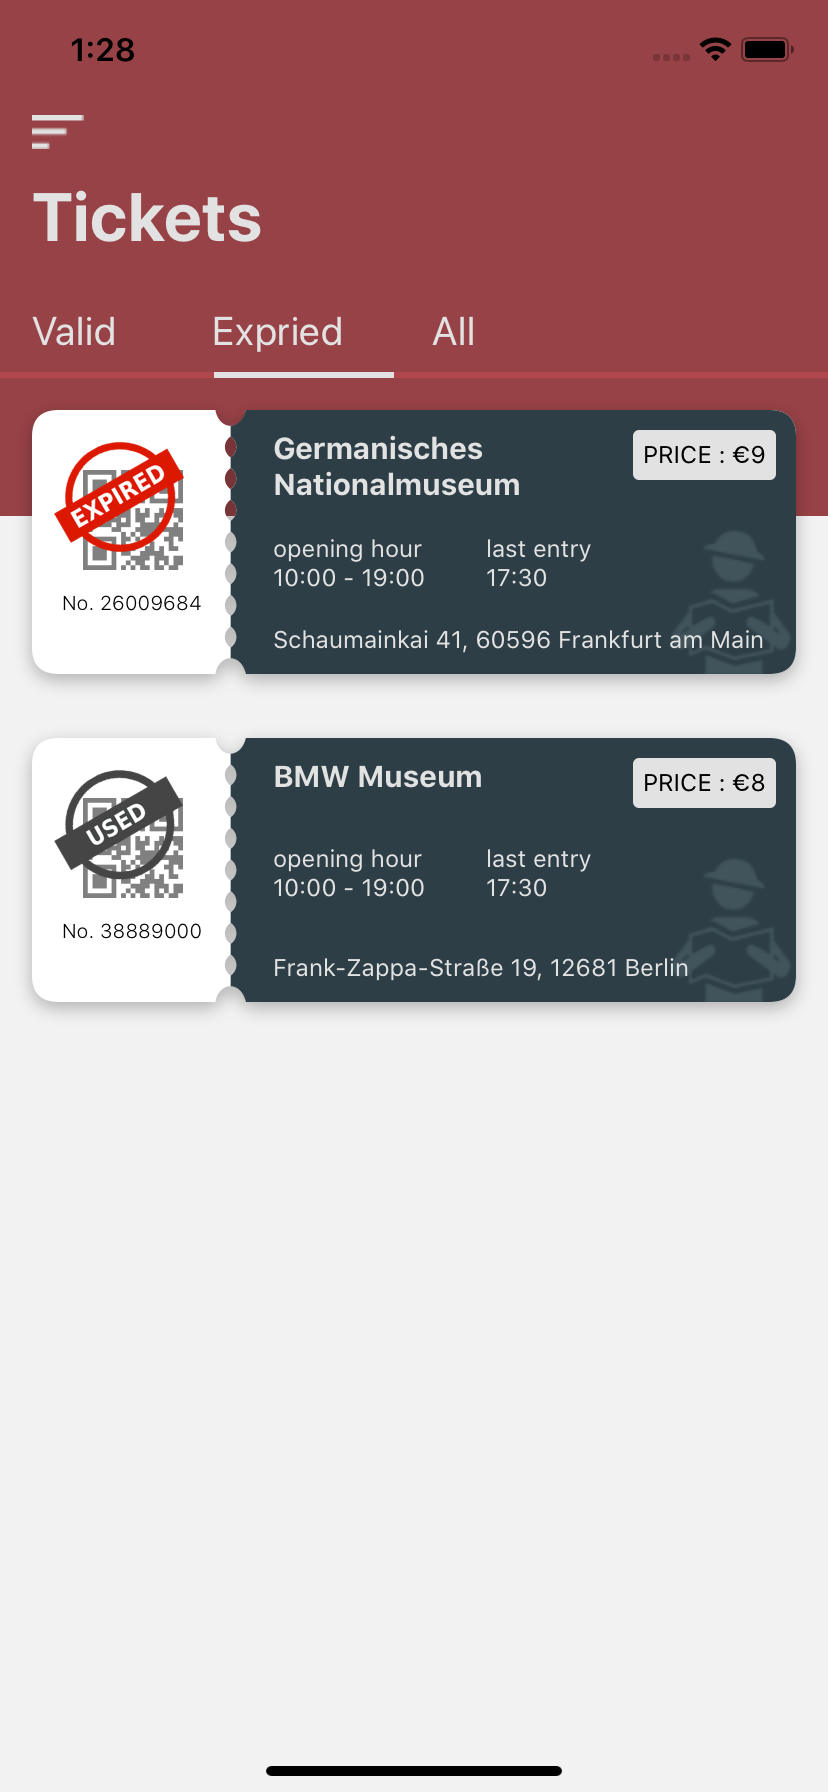 1:28
Tickets
Valid
Expried
All
EXPIRED
No. 26009684
Germanisches
Nationalmuseum
PRICE : €9
opening hour
10:00 - 19:00
last entry
17:30
Schaumainkai 41, 60596 Frankfurt am Main
USED
No. 38889000
BMW Museum
PRICE : €8
opening hour
10:00 - 19:00
last entry
17:30
Frank-Zappa-Straße 19, 12681 Berlin